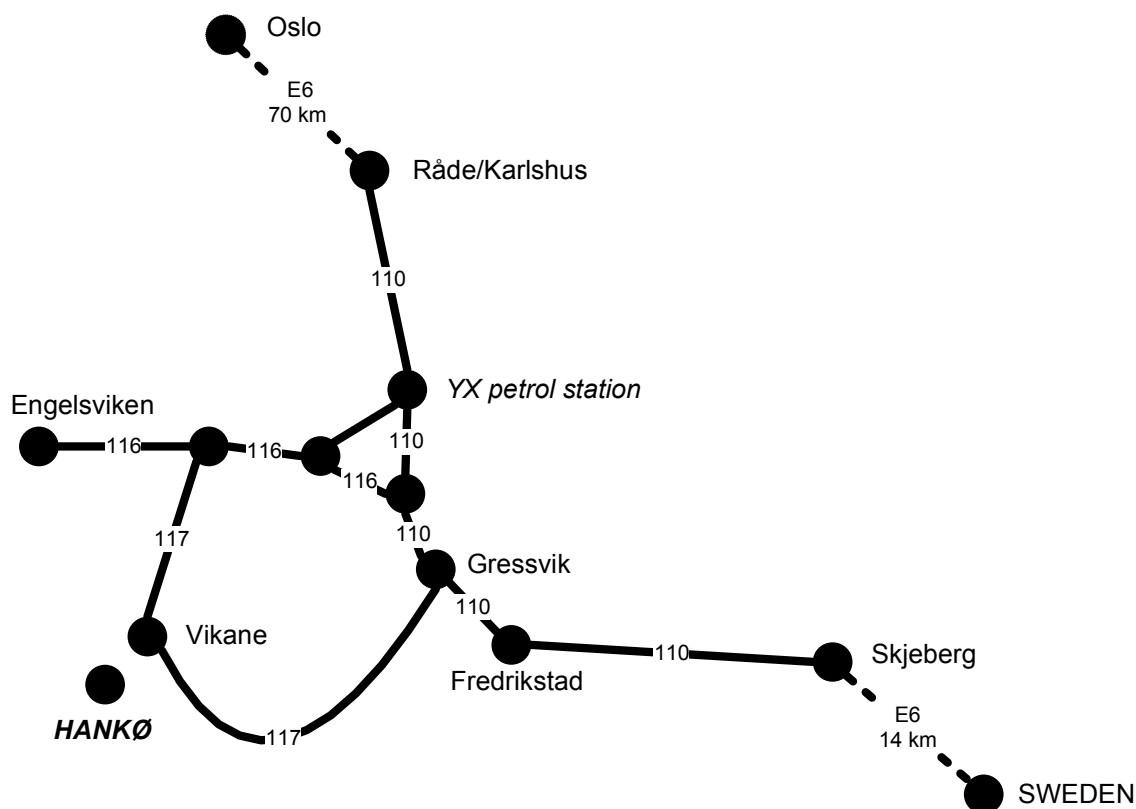 Oslo
E6
70 km
Råde/Karlshus
110
YX petrol station
Engelsviken
116
116
110
116
117
110
Gressvik
110
Vikane
Fredrikstad
110
Skjeberg
HANKØ
117
E6
14 km
SWEDEN